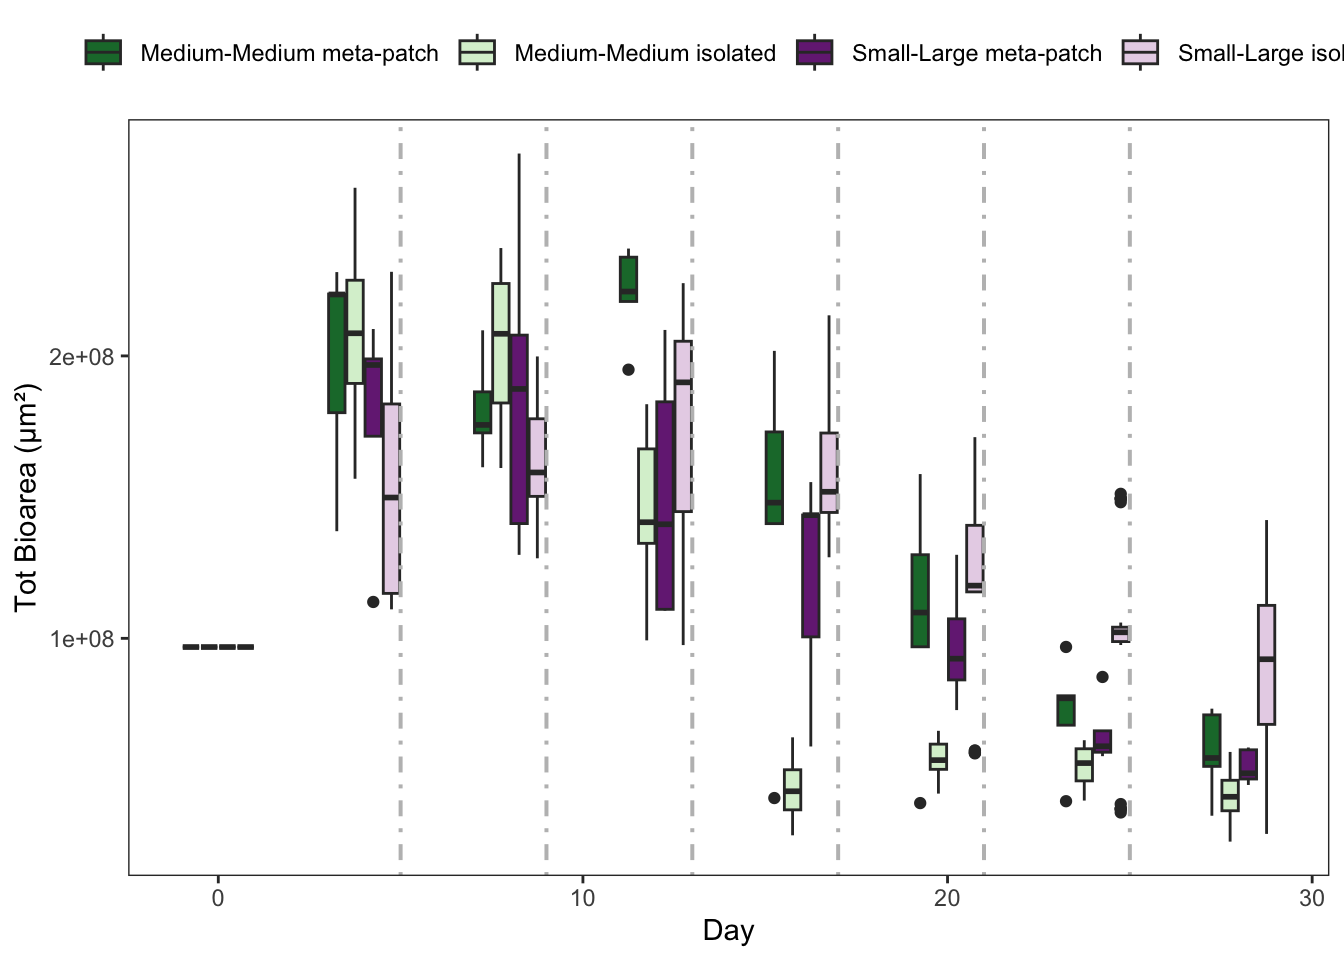 Medium-Medium meta-patch Medium-Medium isolated Small-Large meta-patch Small-Large
Tot Bioarea (μm²)
2e+08
1e+08
0 10 20 30
Day